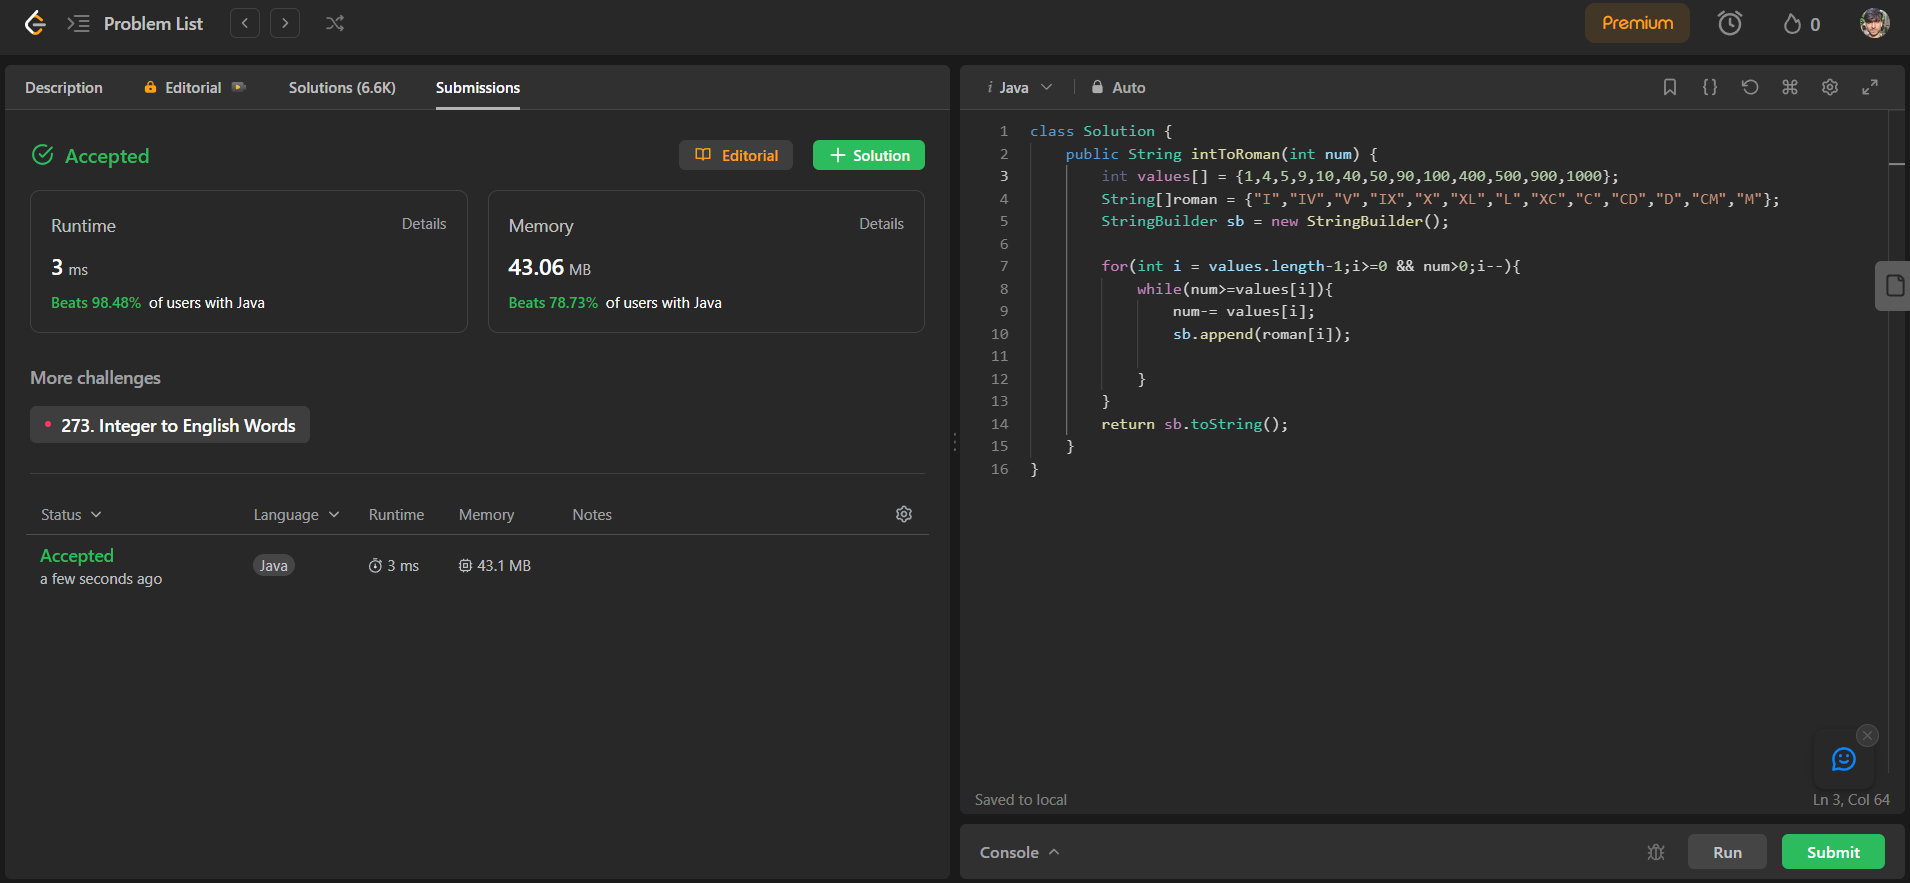 Problem List
Premium
0
Description
Editorial
Solutions (6.6K)
Submissions
Accepted
Editorial
+ Solution
Runtime
Details
3 ms
Beats 98.48% of users with Java
Memory
Details
43.06 MB
Beats 78.73% of users with Java
More challenges
273. Integer to English Words
Status
Language
Runtime
Memory
Notes
Accepted
a few seconds ago
Java
3 ms
43.1 MB
i Java
Auto
1 class Solution {
2     public String intToRoman(int num) {
3         int values[] = {1,4,5,9,10,40,50,90,100,400,500,900,1000};
4         String[]roman = {"I","IV","V","IX","X","XL","L","XC","C","CD","D","CM","M"};
5         StringBuilder sb = new StringBuilder();
6
7         for(int i = values.length-1;i>=0 && num>0;i--){
8             while(num>=values[i]){
9                 num-= values[i];
10                 sb.append(roman[i]);
11
12             }
13         }
14         return sb.toString();
15     }
16 }
Saved to local
Ln 3, Col 64
Console
Run
Submit